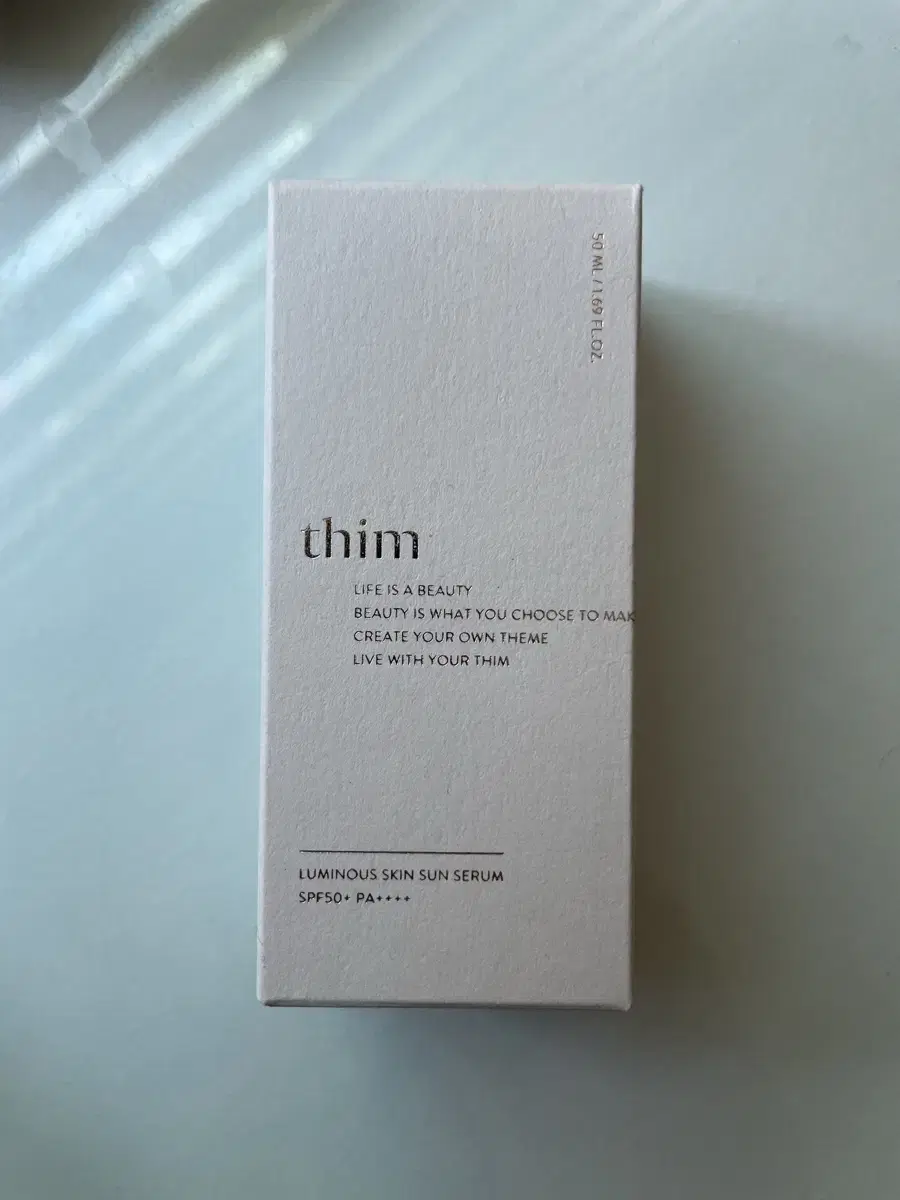 50 ML / 1.69 FL.OZ.
thim
LIFE IS A BEAUTY
BEAUTY IS WHAT YOU CHOOSE TO MAK
CREATE YOUR OWN THEME
LIVE WITH YOUR THIM
LUMINOUS SKIN SUN SERUM
SPF50+ PA++++